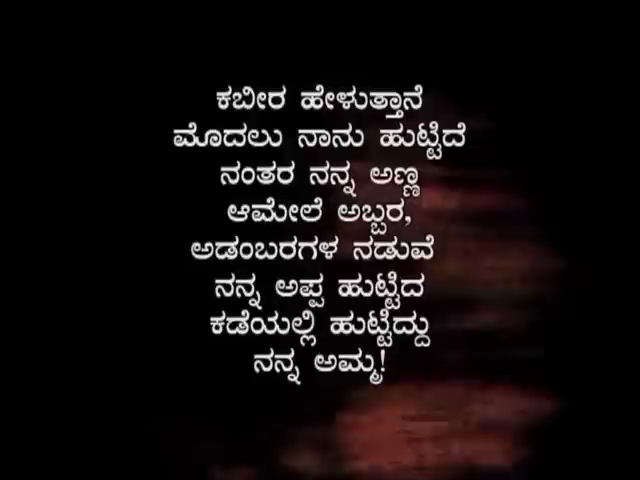 ಕಬೀರ ಹೇಳುತ್ತಾನೆ
ಮೊದಲು ನಾನು ಹುಟ್ಟಿದೆ
ನಂತರ ನನ್ನ ಅಣ್ಣ
ಆಮೇಲೆ ಅಬ್ಬರ,
ಅಡಂಬರಗಳ ನಡುವೆ
ನನ್ನ ಅಪ್ಪ ಹುಟ್ಟಿದ
ಕಡೆಯಲ್ಲಿ ಹುಟ್ಟಿದ್ದು
ನನ್ನ ಅಮ್ಮ!